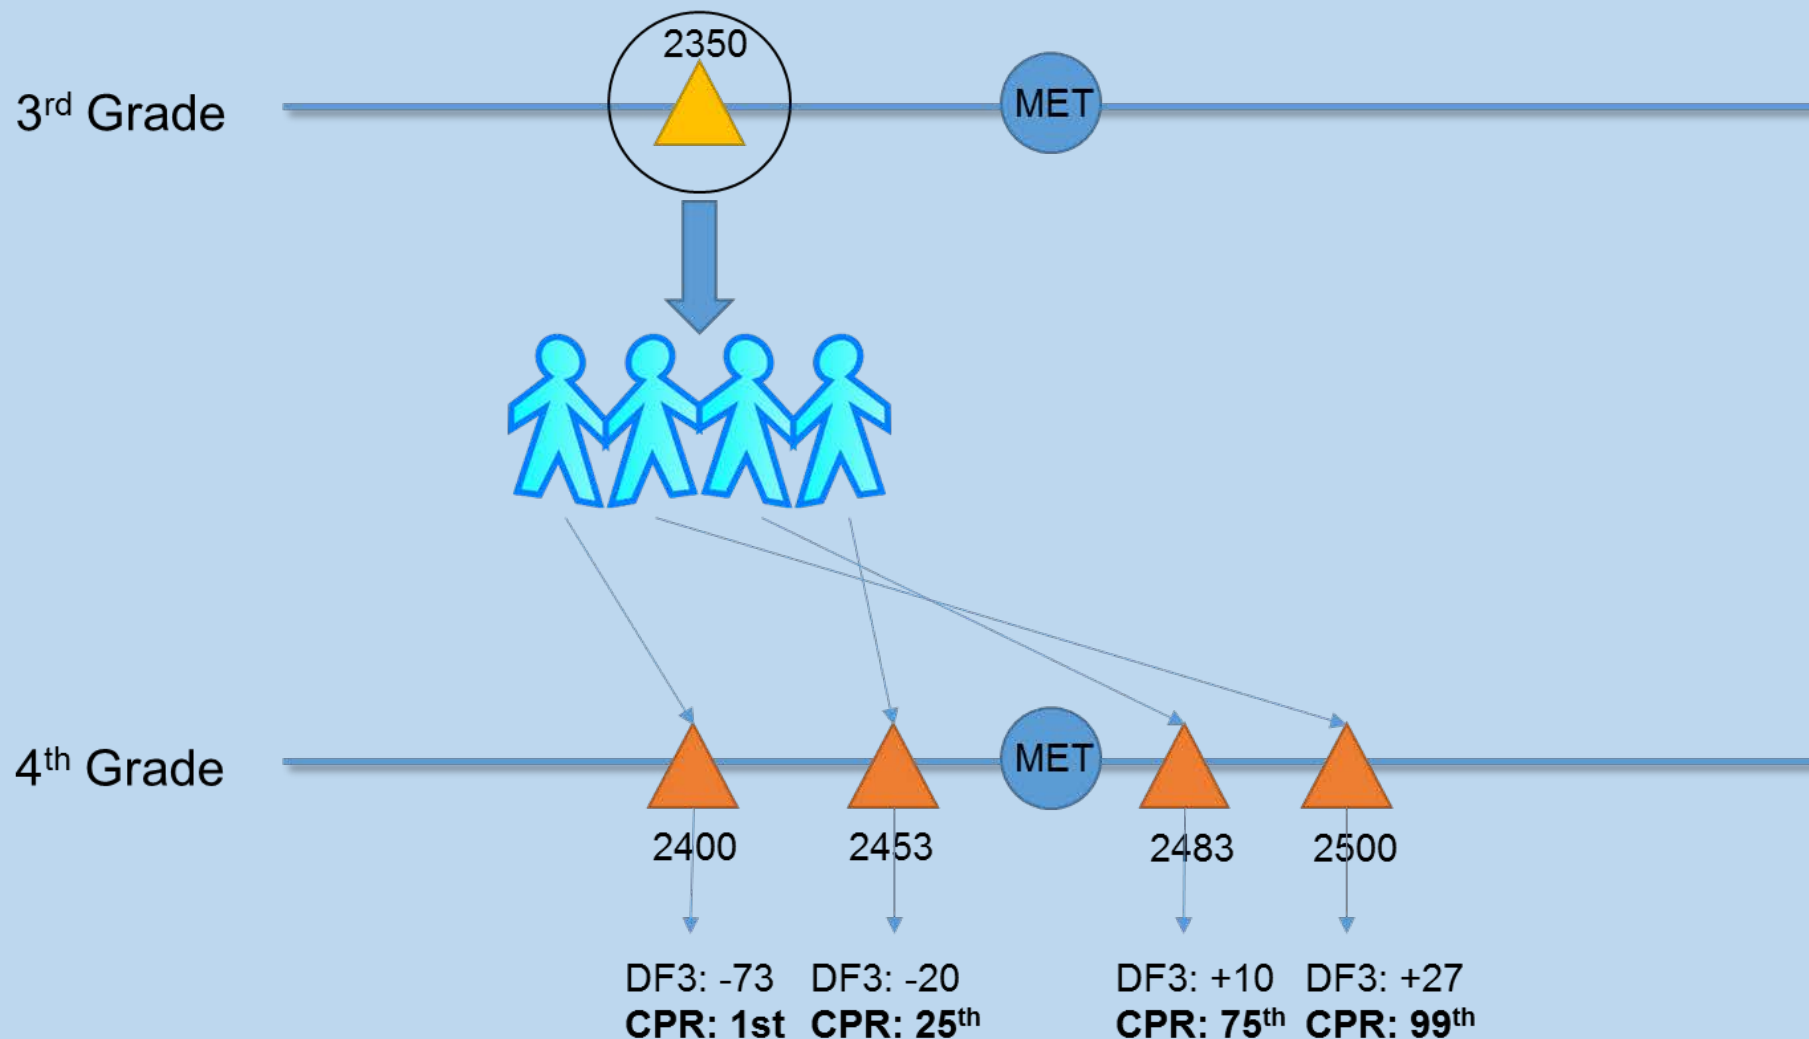 2350
3rd Grade
MET
4th Grade
MET
2400 2453 2483 2500
DF3: -73 DF3: -20 DF3: +10 DF3: +27
CPR: 1st CPR: 25th CPR: 75th CPR: 99th